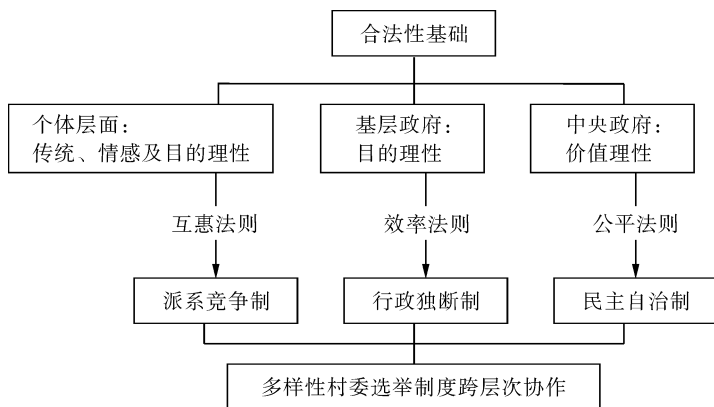 合法性基础
个体层面：
传统、情感及目的理性
基层政府：
目的理性
中央政府：
价值理性
互惠法则
效率法则
公平法则
派系竞争制
行政独断制
民主自治制
多样性村委选举制度跨层次协作